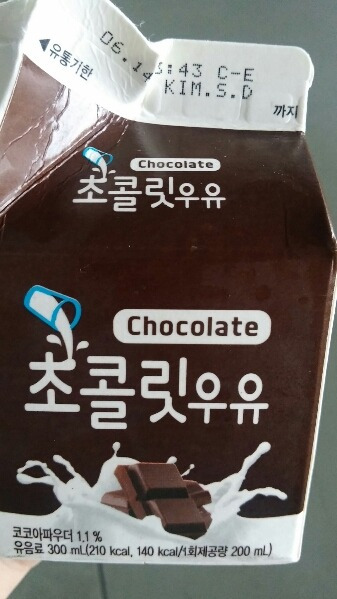 유통기한
06.14
:43 C-E
KIM.S.D
까지
Chocolate
초콜릿우유
Chocolate
초콜릿우유
코코아파우더 1.1 %
유음료 300 mL(210 kcal, 140 kcal/1회제공량 200 mL)